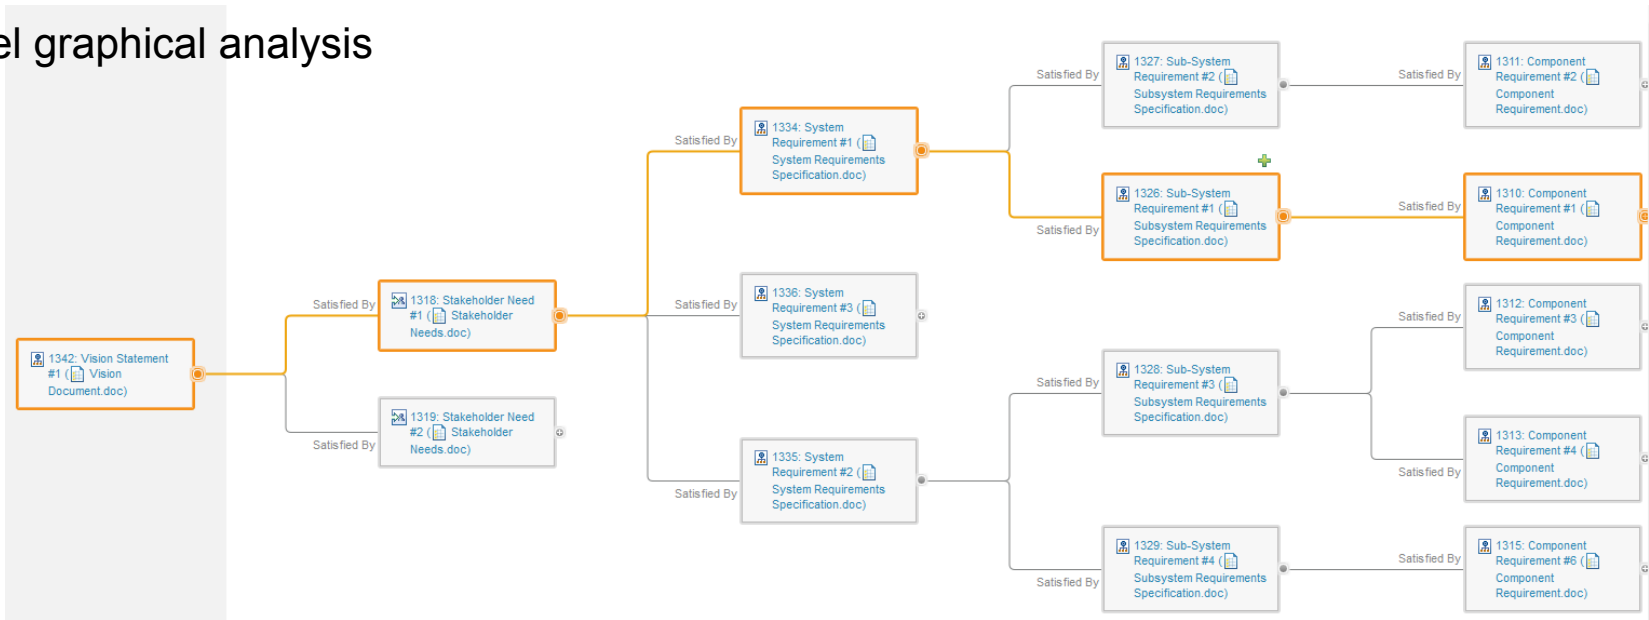 el graphical analysis
1342: Vision Statement
#1 ( Vision
Document.doc)
Satisfied By
1318: Stakeholder Need
#1 ( Stakeholder
Needs.doc)
Satisfied By
1319: Stakeholder Need
#2 ( Stakeholder
Needs.doc)
Satisfied By
1334: System
Requirement #1 (
System Requirements
Specification.doc)
Satisfied By
1336: System
Requirement #3 (
System Requirements
Specification.doc)
Satisfied By
1335: System
Requirement #2 (
System Requirements
Specification.doc)
Satisfied By
1327: Sub-System
Requirement #2 (
Subsystem Requirements
Specification.doc)
Satisfied By
1326: Sub-System
Requirement #1 (
Subsystem Requirements
Specification.doc)
Satisfied By
1328: Sub-System
Requirement #3 (
Subsystem Requirements
Specification.doc)
Satisfied By
1329: Sub-System
Requirement #4 (
Subsystem Requirements
Specification.doc)
Satisfied By
1311: Component
Requirement #2 (
Component
Requirement.doc)
Satisfied By
1310: Component
Requirement #1 (
Component
Requirement.doc)
Satisfied By
1312: Component
Requirement #3 (
Component
Requirement.doc)
Satisfied By
1313: Component
Requirement #4 (
Component
Requirement.doc)
Satisfied By
1315: Component
Requirement #6 (
Component
Requirement.doc)